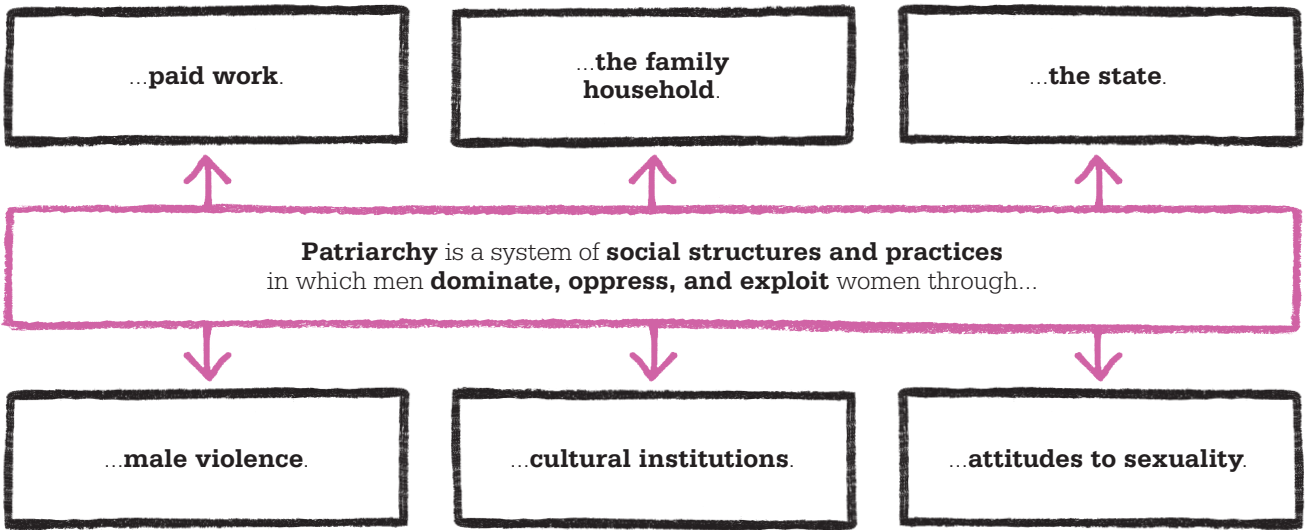 ...paid work.
...the family
household.
...the state.
Patriarchy is a system of social structures and practices
in which men dominate, oppress, and exploit women through...
...male violence.
...cultural institutions.
...attitudes to sexuality.